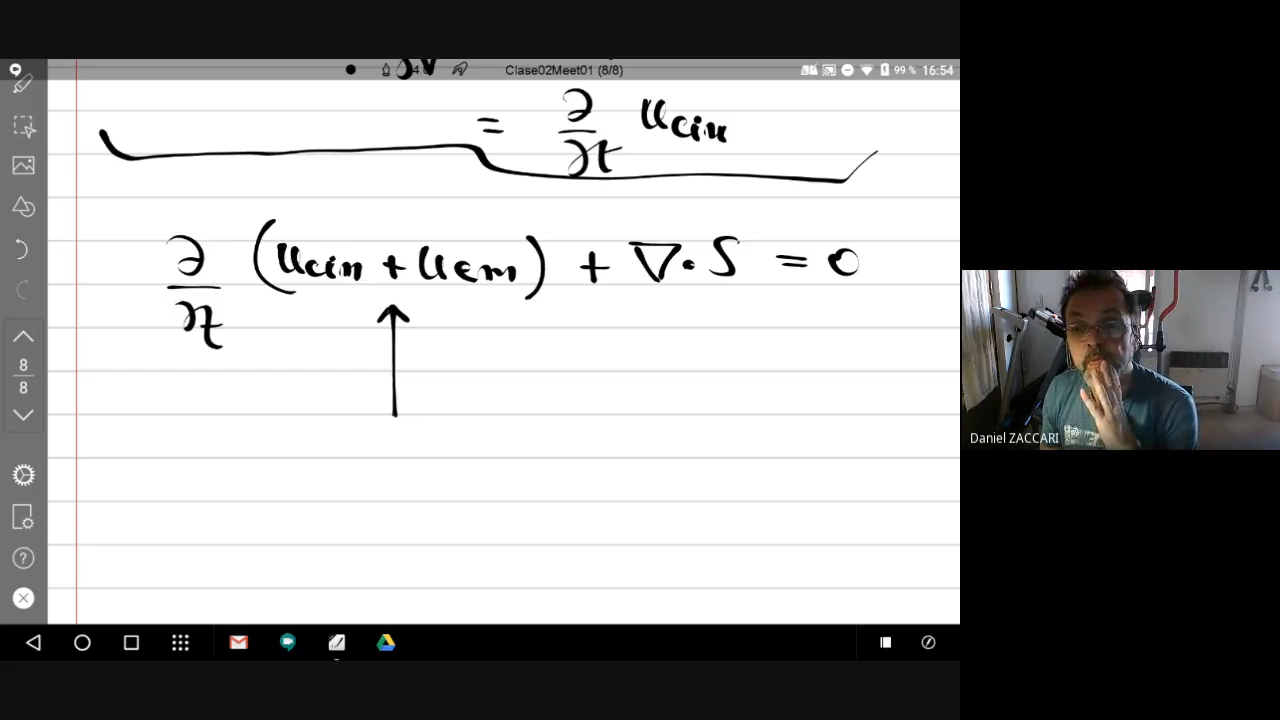 Clase02Meet01 (8/8)
99 % 16:54
= ∂/∂t u_cin
∂/∂t (u_cin + u_em) + ∇·S = 0
8
8
Daniel ZACCARI